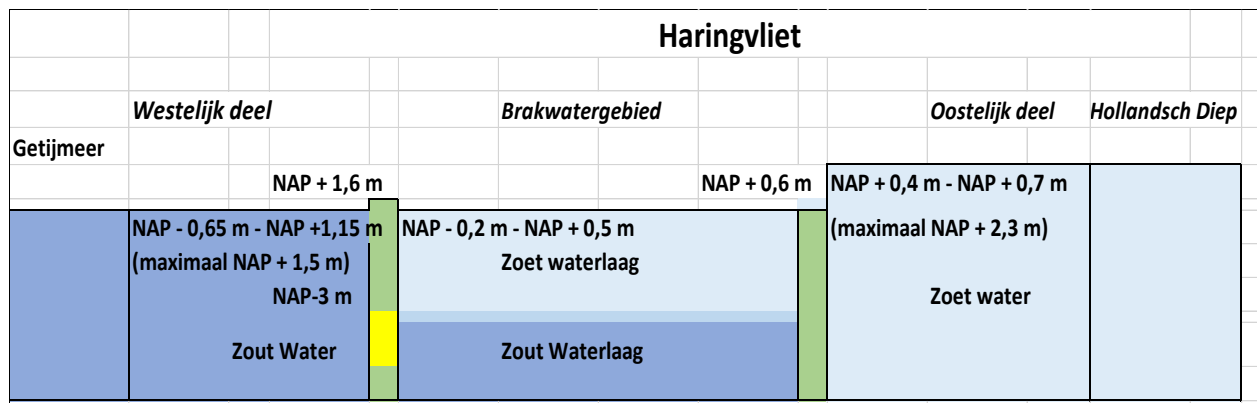 Haringvliet
Westelijk deel
Brakwatergebied
Oostelijk deel
Hollandsch Diep
Getijmeer
NAP + 1,6 m
NAP + 0,6 m
NAP + 0,4 m - NAP + 0,7 m
NAP - 0,65 m - NAP +1,15 m
NAP - 0,2 m - NAP + 0,5 m
(maximaal NAP + 2,3 m)
(maximaal NAP + 1,5 m)
Zoet waterlaag
NAP-3 m
Zoet water
Zout Water
Zout Waterlaag